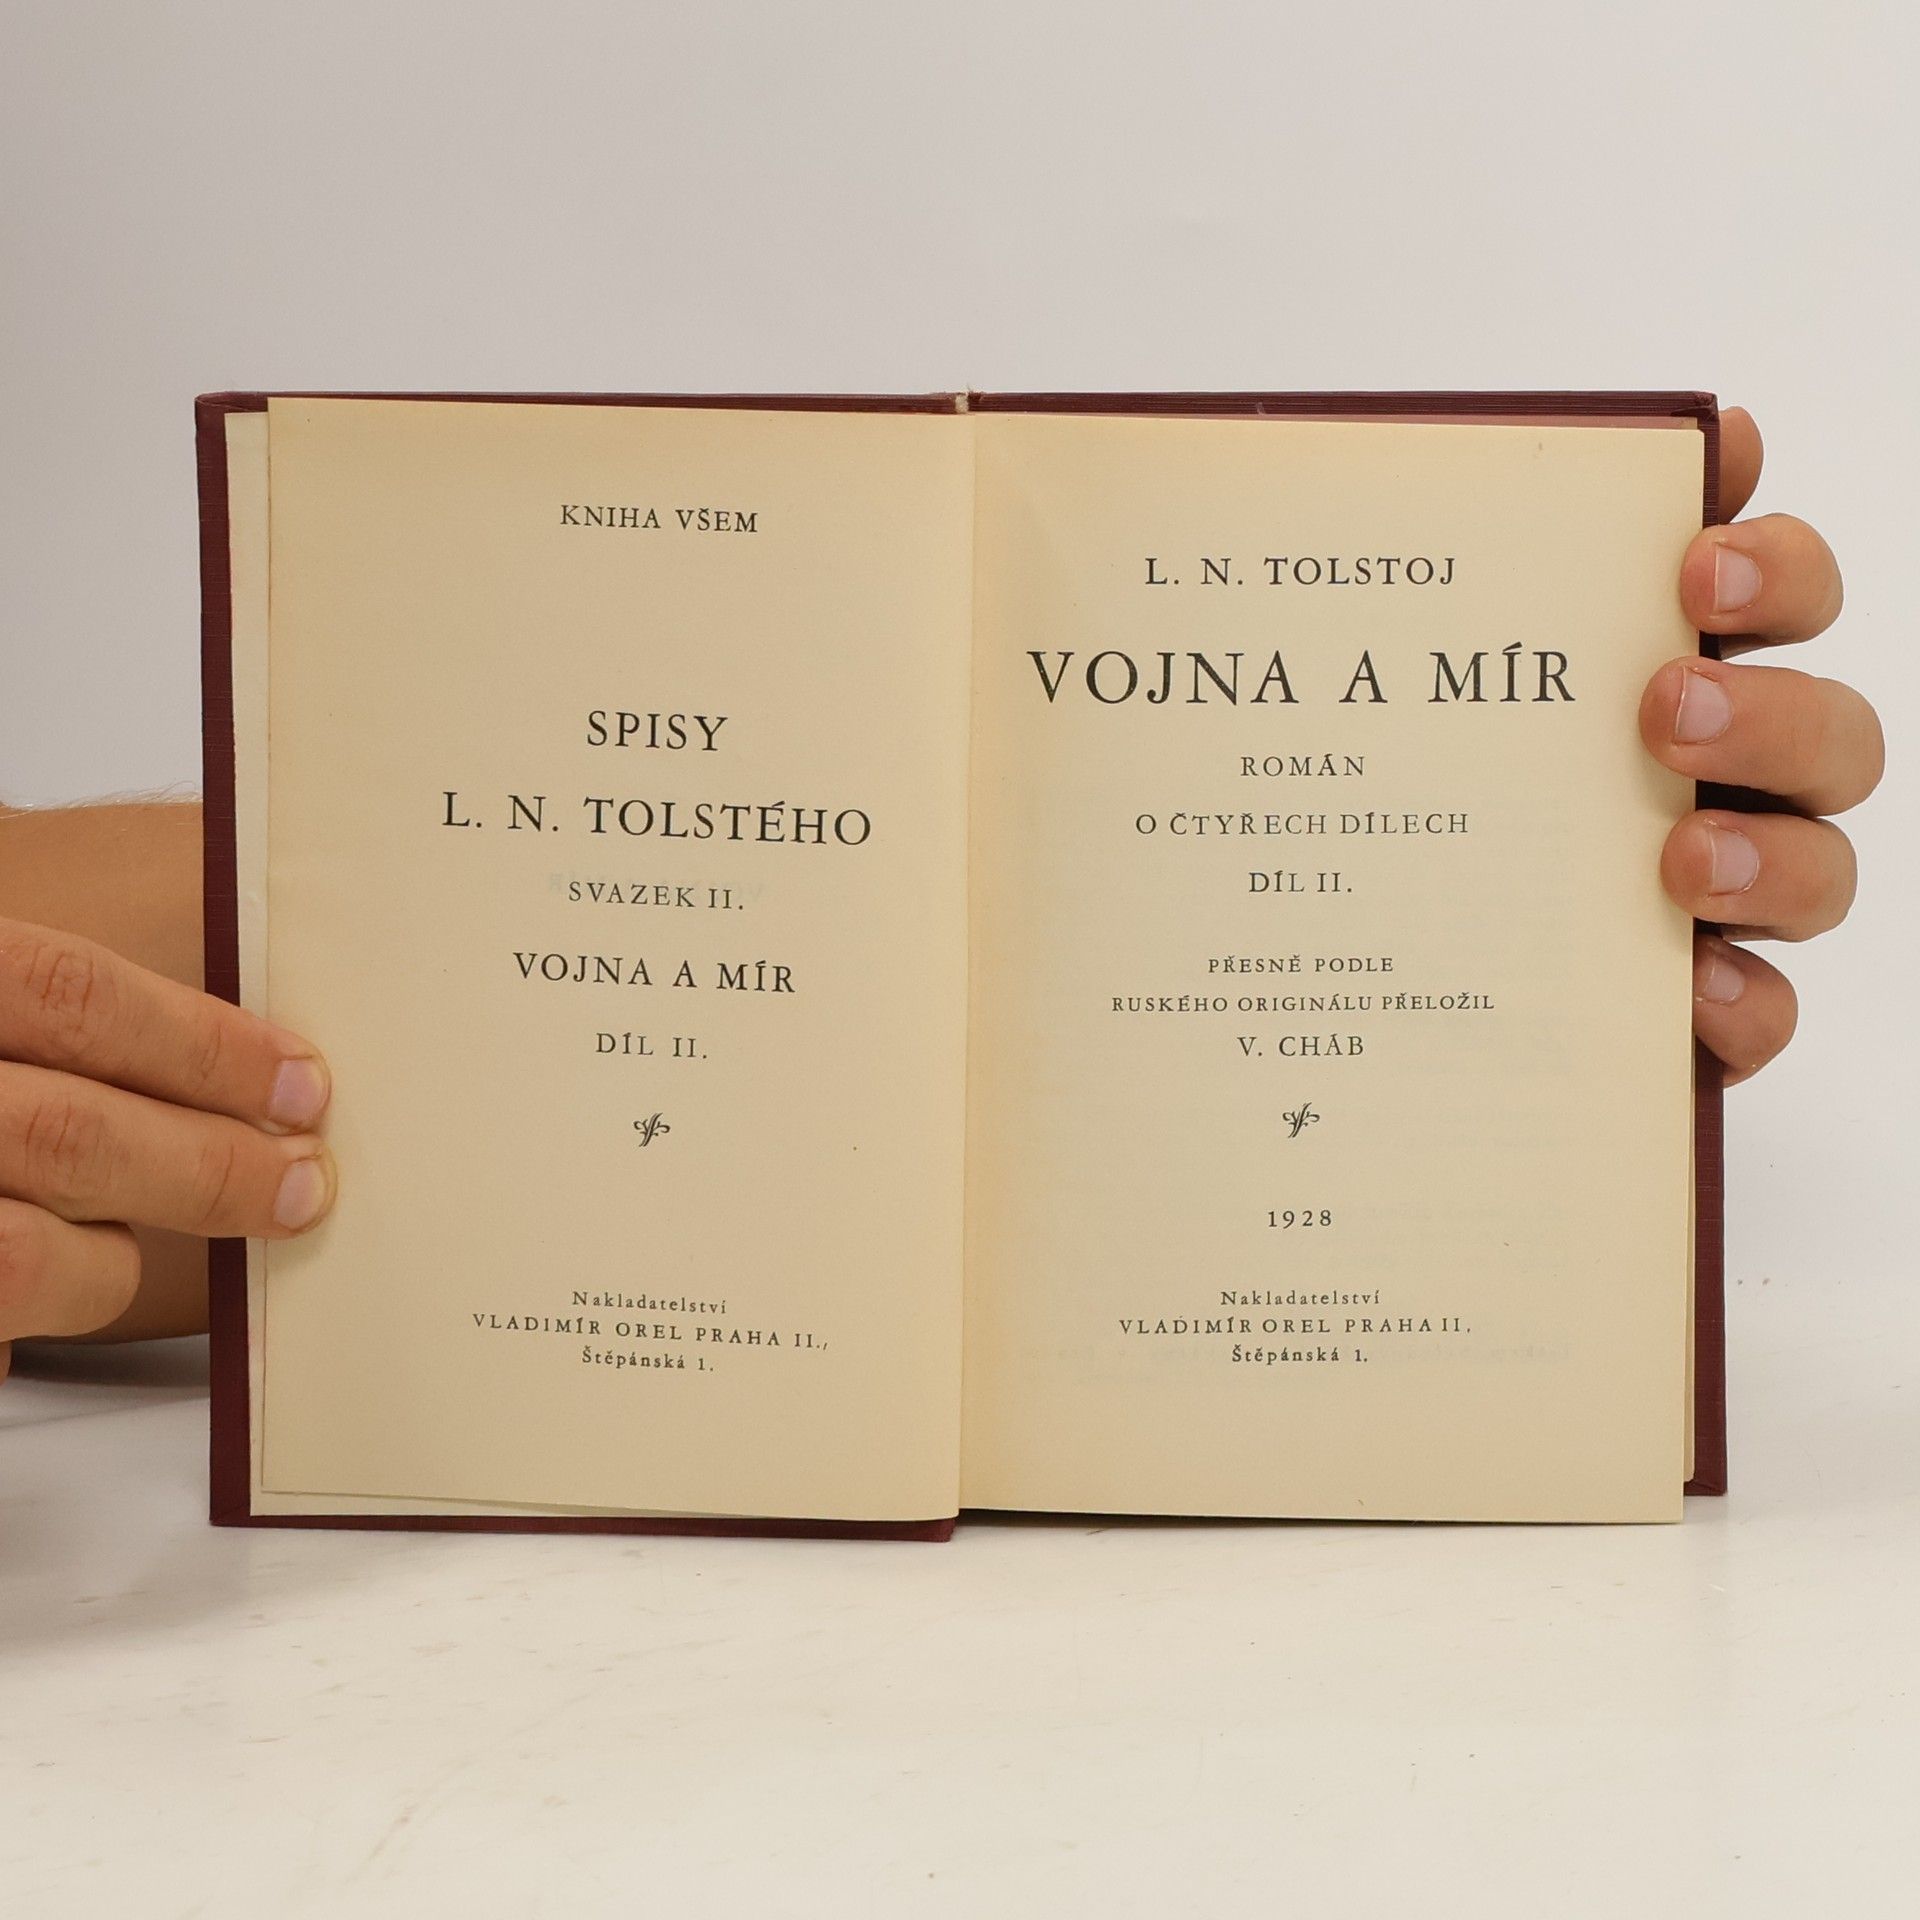 KNIHA VŠEM
SPISY
L. N. TOLSTÉHO
SVAZEK II.
VOJNA A MÍR
DÍL II.
Nakladatelství
VLADIMÍR OREL PRAHA II.,
Štěpánská 1.
L. N. TOLSTOJ
VOJNA A MÍR
ROMÁN
O ČTYŘECH DÍLECH
DÍL II.
PŘESNĚ PODLE
RUSKÉHO ORIGINÁLU PŘELOŽIL
V. CHÁB
1928
Nakladatelství
VLADIMÍR OREL PRAHA II,
Štěpánská 1.